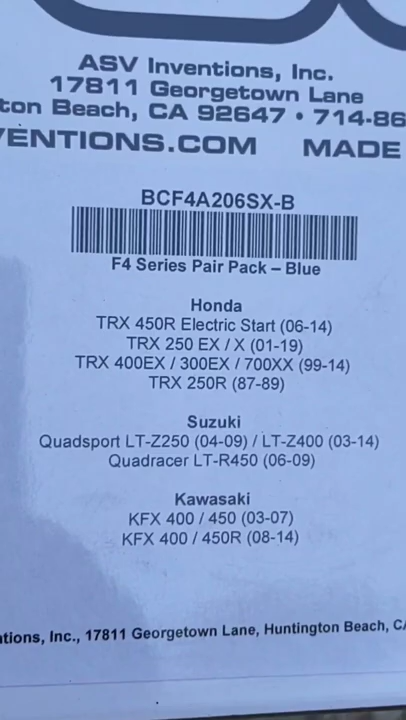 ASV Inventions, Inc.
17811 Georgetown Lane
ton Beach, CA 92647 • 714-86
VENTIONS.COM MADE
BCF4A206SX-B
F4 Series Pair Pack – Blue
Honda
TRX 450R Electric Start (06-14)
TRX 250 EX / X (01-19)
TRX 400EX / 300EX / 700XX (99-14)
TRX 250R (87-89)
Suzuki
Quadsport LT-Z250 (04-09) / LT-Z400 (03-14)
Quadracer LT-R450 (06-09)
Kawasaki
KFX 400 / 450 (03-07)
KFX 400 / 450R (08-14)
ntions, Inc., 17811 Georgetown Lane, Huntington Beach, CA